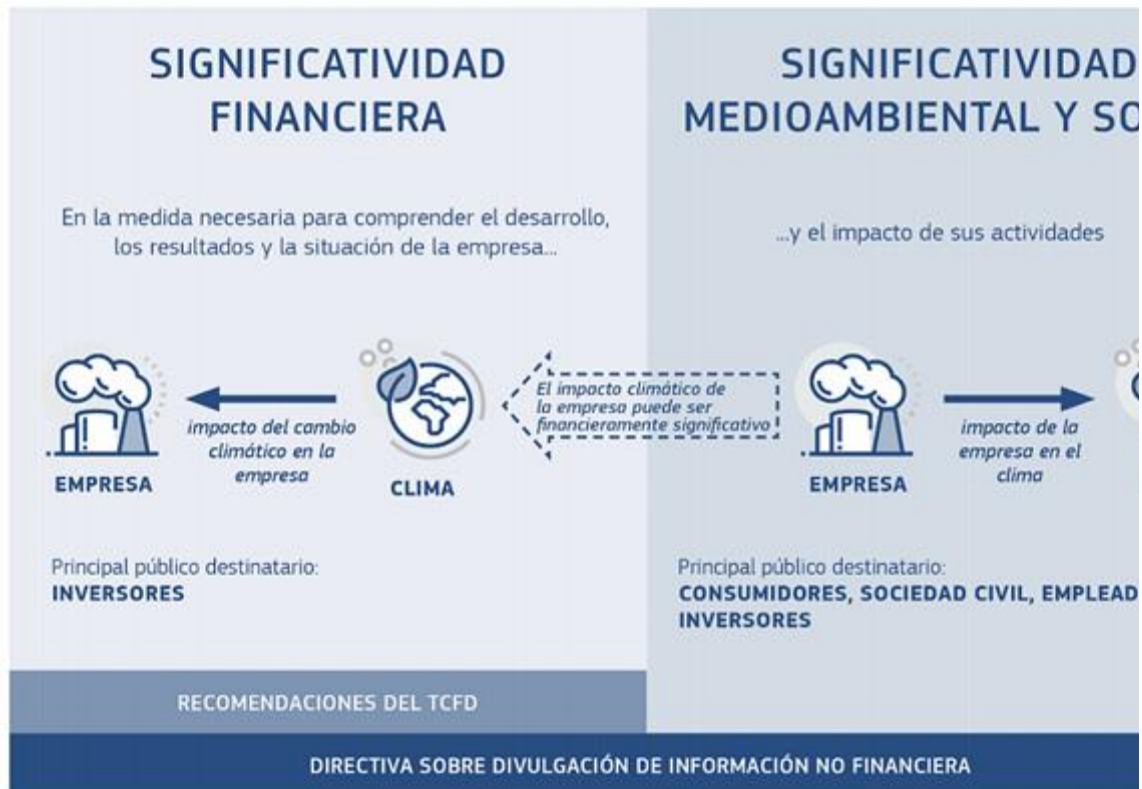 SIGNIFICATIVIDAD
FINANCIERA
En la medida necesaria para comprender el desarrollo,
los resultados y la situación de la empresa...
impacto del cambio
climático en la
empresa
EMPRESA
CLIMA
Principal público destinatario:
INVERSORES
RECOMENDACIONES DEL TCFD
El impacto climático de
la empresa puede ser
financieramente significativo
SIGNIFICATIVIDAD
MEDIOAMBIENTAL Y SO
...y el impacto de sus actividades
impacto de la
empresa en el
clima
EMPRESA
Principal público destinatario:
CONSUMIDORES, SOCIEDAD CIVIL, EMPLEAD
INVERSORES
DIRECTIVA SOBRE DIVULGACIÓN DE INFORMACIÓN NO FINANCIERA